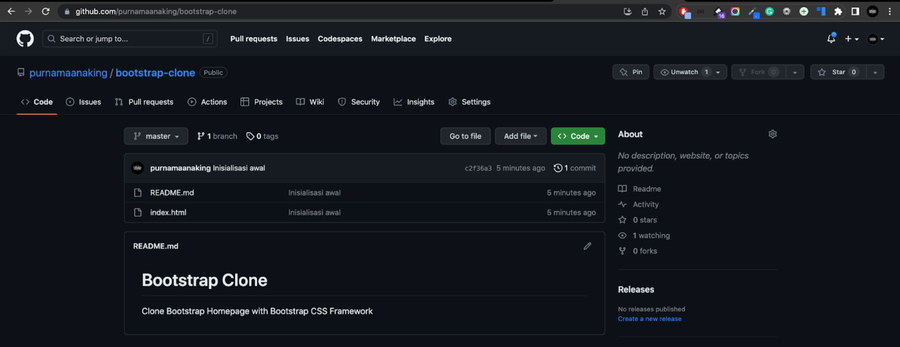 github.com/purnamaanaking/bootstrap-clone
Search or jump to... /
Pull requests Issues Codespaces Marketplace Explore
purnamaanaking / bootstrap-clone Public
Pin Unwatch 1 Fork 0 Star 0
Code Issues Pull requests Actions Projects Wiki Security Insights Settings
master 1 branch 0 tags Go to file Add file Code
purnamaanaking Inisialisasi awal c2f36a3 5 minutes ago 1 commit
README.md Inisialisasi awal 5 minutes ago
index.html Inisialisasi awal 5 minutes ago
README.md
Bootstrap Clone
Clone Bootstrap Homepage with Bootstrap CSS Framework
About
No description, website, or topics
provided.
Readme
Activity
0 stars
1 watching
0 forks
Releases
No releases published
Create a new release